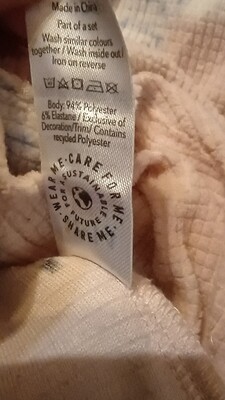 Made in China
Part of a set
Wash similar colours
together / Wash inside out /
Iron on reverse
Body: 94% Polyester
6% Elastane / Exclusive of
Decoration/Trim/ Contains
recycled Polyester
WEAR ME • CARE FOR ME • SHARE ME •
FOR A SUSTAINABLE FUTURE